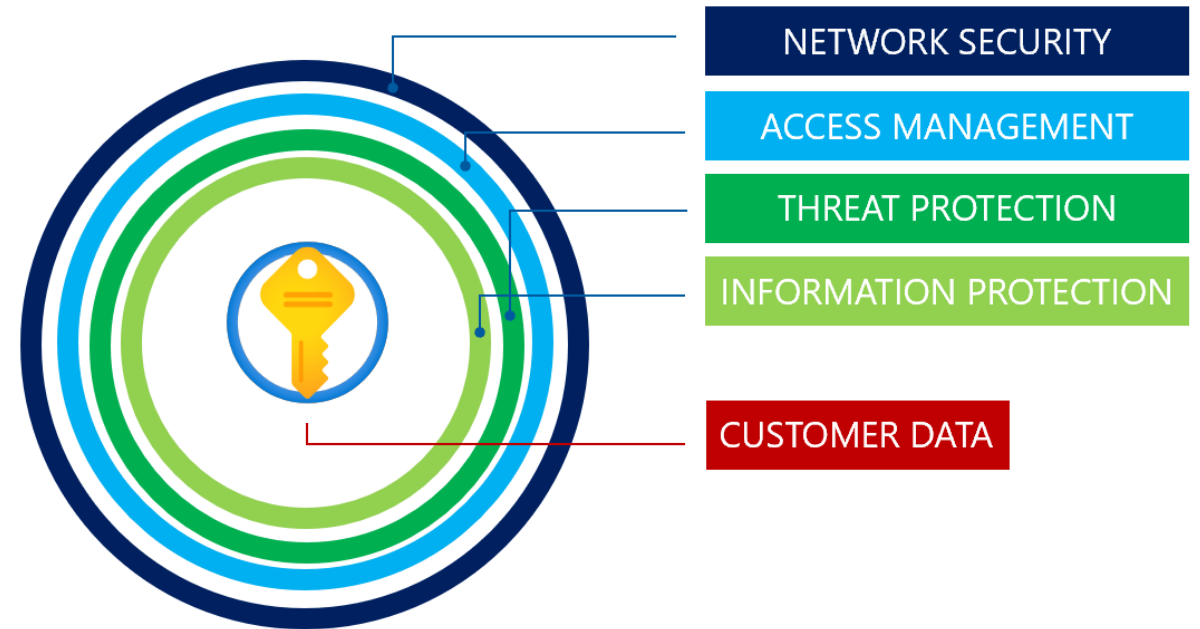 NETWORK SECURITY
ACCESS MANAGEMENT
THREAT PROTECTION
INFORMATION PROTECTION
CUSTOMER DATA